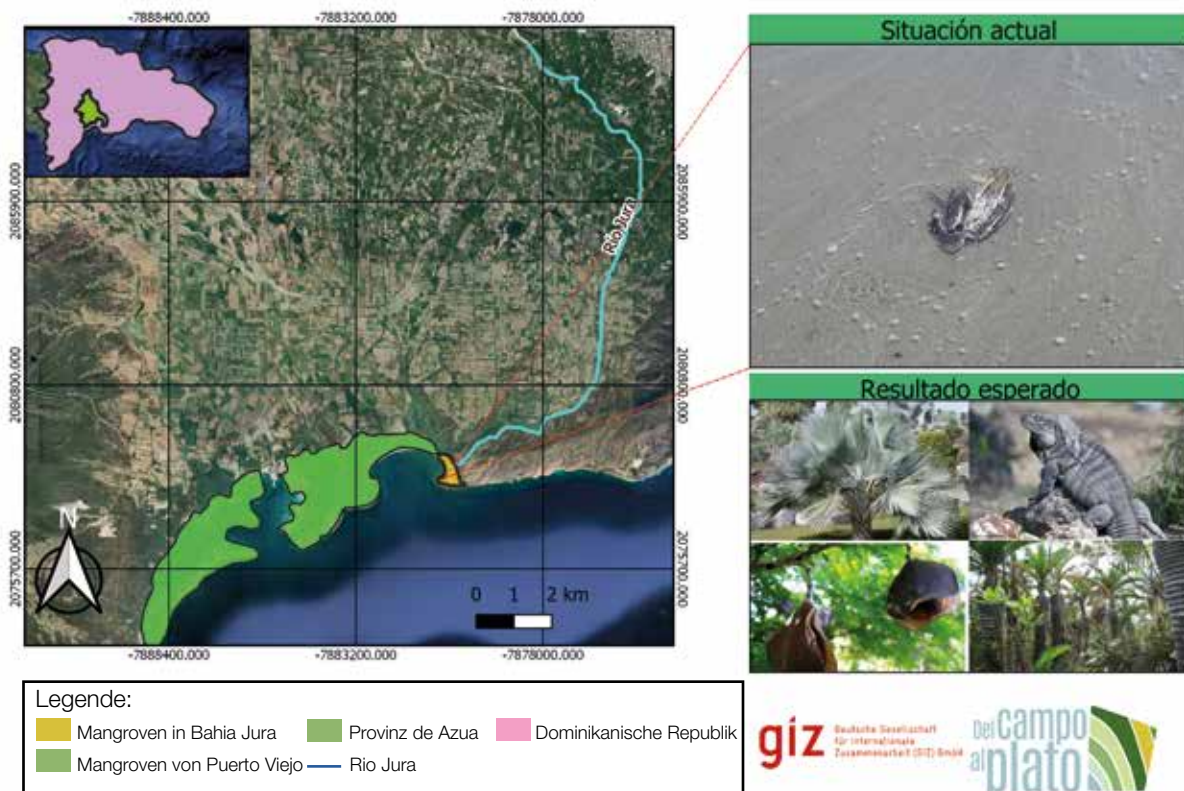 -7888400.000 -7883200.000 -7878000.000
2085900.000 2085900.000
2080800.000 2080800.000
2075700.000 2075700.000
Rio Jura
N
0 1 2 km
-7888400.000 -7883200.000 -7878000.000
Situación actual
Resultado esperado
Legende:
Mangroven in Bahia Jura
Provinz de Azua
Dominikanische Republik
Mangroven von Puerto Viejo
Rio Jura
giz
Deutsche Gesellschaft
für Internationale
Zusammenarbeit (GIZ) GmbH
Del campo
al plato